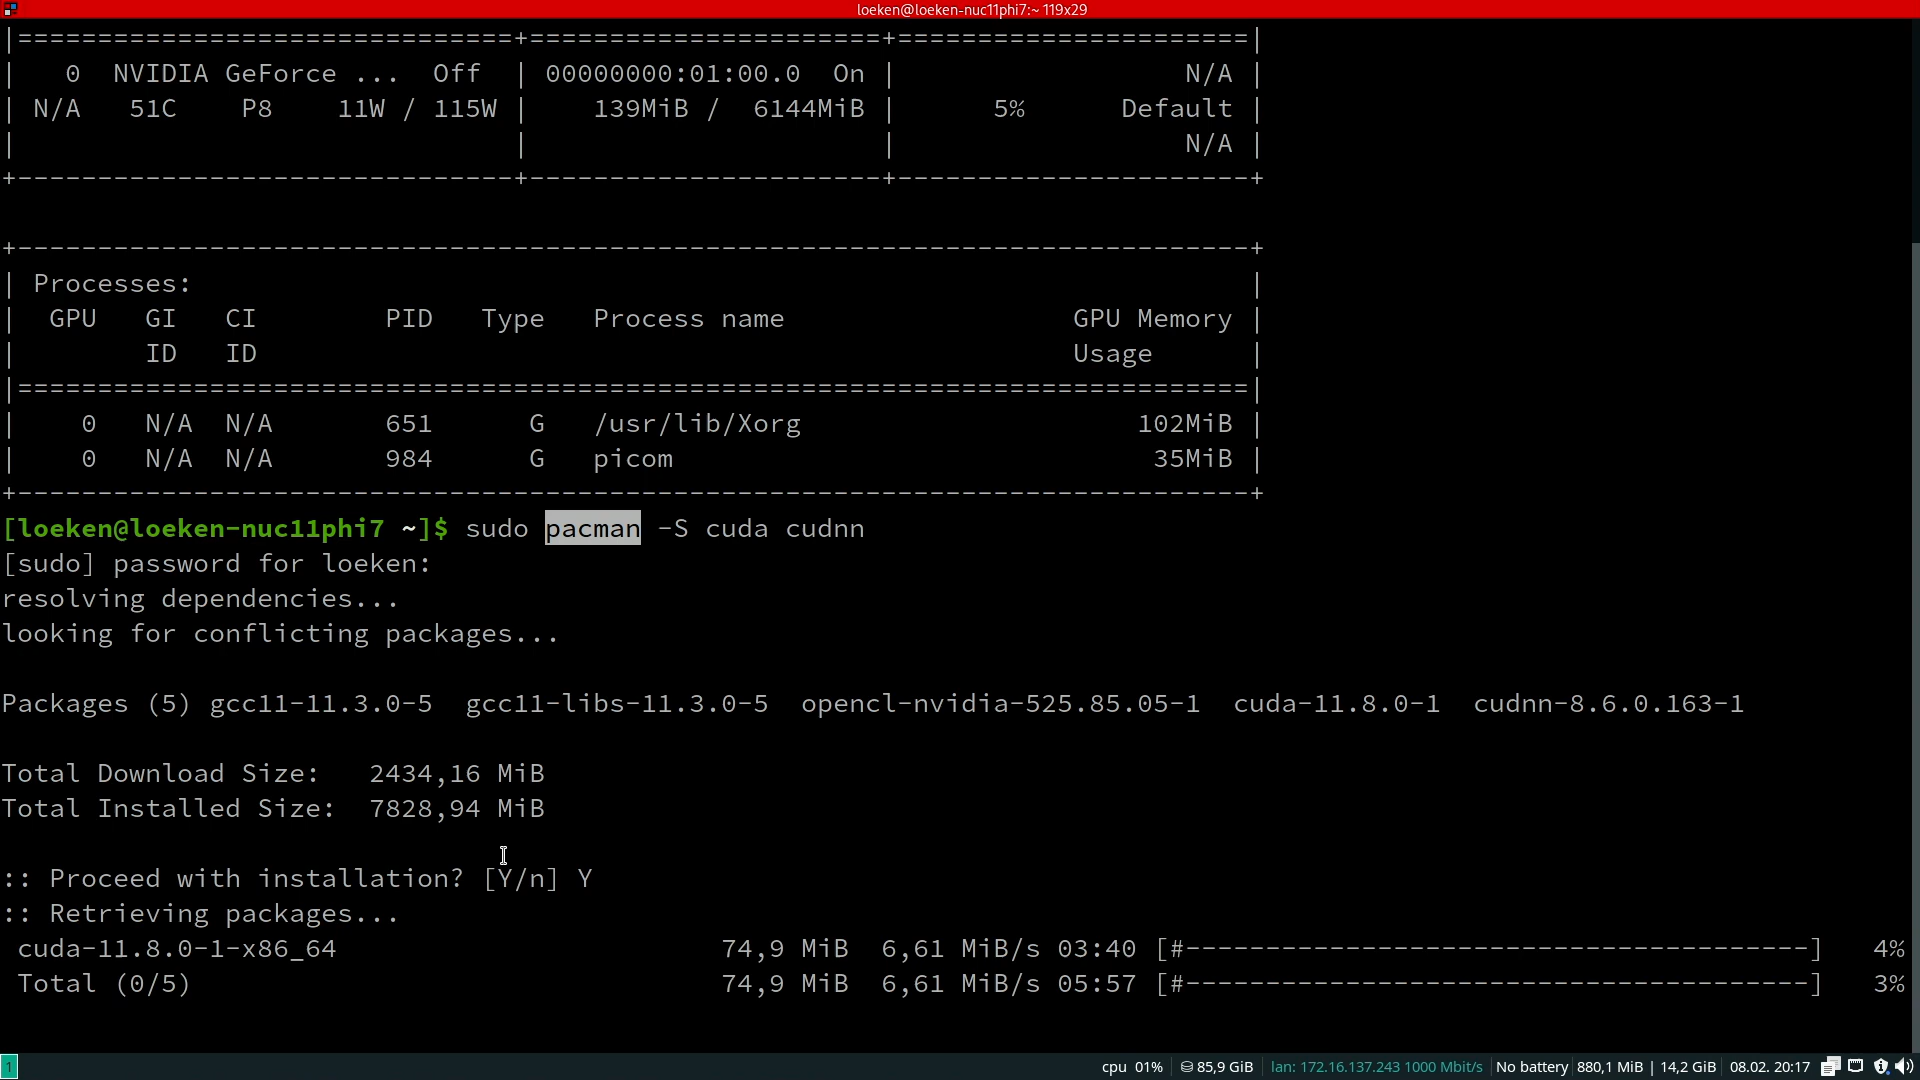 loeken@loeken-nuc11phi7:~ 119x29
|===============================+======================+======================|
|   0  NVIDIA GeForce ...  Off  | 00000000:01:00.0  On |                  N/A |
| N/A   51C    P8    11W / 115W |    139MiB /  6144MiB |      5%      Default |
|                               |                      |                  N/A |
+-------------------------------+----------------------+----------------------+
+-----------------------------------------------------------------------------+
| Processes:                                                                  |
|  GPU   GI   CI        PID   Type   Process name                  GPU Memory |
|        ID   ID                                                   Usage      |
|=============================================================================|
|    0   N/A  N/A       651      G   /usr/lib/Xorg                     102MiB |
|    0   N/A  N/A       984      G   picom                              35MiB |
+-----------------------------------------------------------------------------+
[loeken@loeken-nuc11phi7 ~]$ sudo pacman -S cuda cudnn
[sudo] password for loeken:
resolving dependencies...
looking for conflicting packages...
Packages (5) gcc11-11.3.0-5  gcc11-libs-11.3.0-5  opencl-nvidia-525.85.05-1  cuda-11.8.0-1  cudnn-8.6.0.163-1
Total Download Size:   2434,16 MiB
Total Installed Size:  7828,94 MiB
:: Proceed with installation? [Y/n] Y
:: Retrieving packages...
 cuda-11.8.0-1-x86_64                        74,9 MiB  6,61 MiB/s 03:40 [#---------------------------------------]   4%
 Total (0/5)                                 74,9 MiB  6,61 MiB/s 05:57 [#---------------------------------------]   3%
1 cpu 01% 85,9 GiB lan: 172.16.137.243 1000 Mbit/s No battery 880,1 MiB | 14,2 GiB 08.02. 20:17